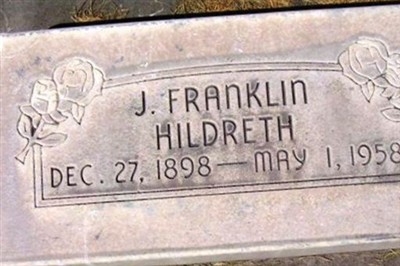 J. FRANKLIN
HILDRETH
DEC. 27, 1898 — MAY 1, 1958